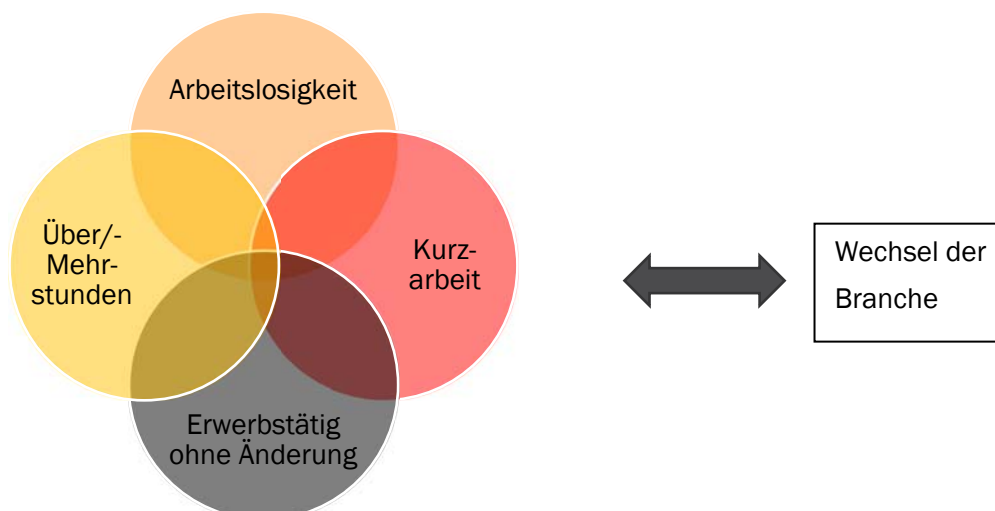 Arbeitslosigkeit
Über/-
Mehr-
stunden
Kurz-
arbeit
Erwerbstätig
ohne Änderung
Wechsel der
Branche